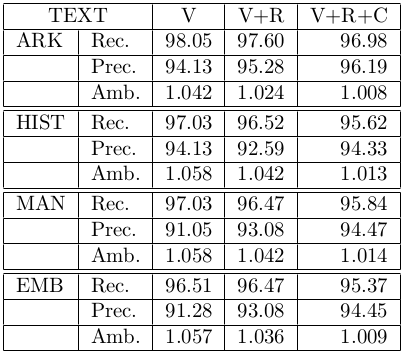 TEXT V V+R V+R+C
ARK Rec. 98.05 97.60 96.98
Prec. 94.13 95.28 96.19
Amb. 1.042 1.024 1.008
HIST Rec. 97.03 96.52 95.62
Prec. 94.13 92.59 94.33
Amb. 1.058 1.042 1.013
MAN Rec. 97.03 96.47 95.84
Prec. 91.05 93.08 94.47
Amb. 1.058 1.042 1.014
EMB Rec. 96.51 96.47 95.37
Prec. 91.28 93.08 94.45
Amb. 1.057 1.036 1.009